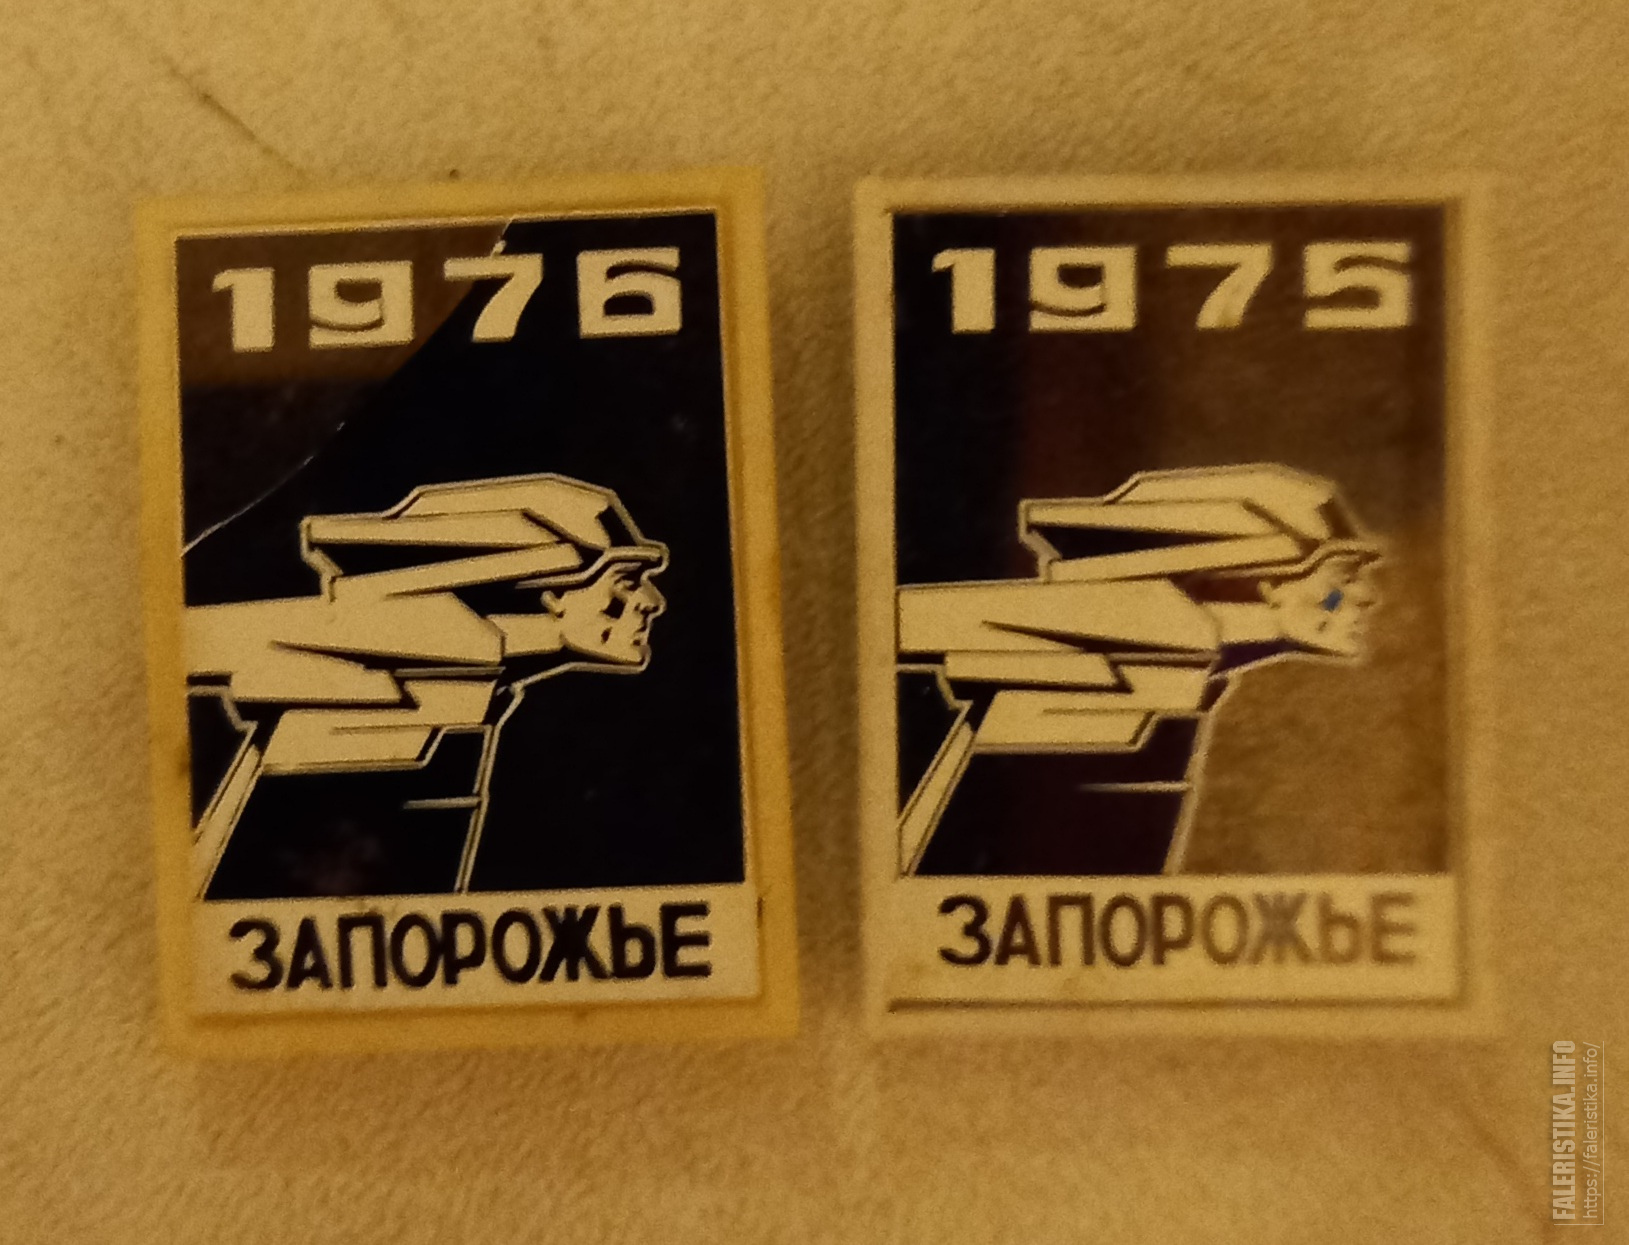 1976
ЗАПОРОЖЬЕ
1975
ЗАПОРОЖЬЕ
FALERISTIKA.INFO
https://faleristika.info/